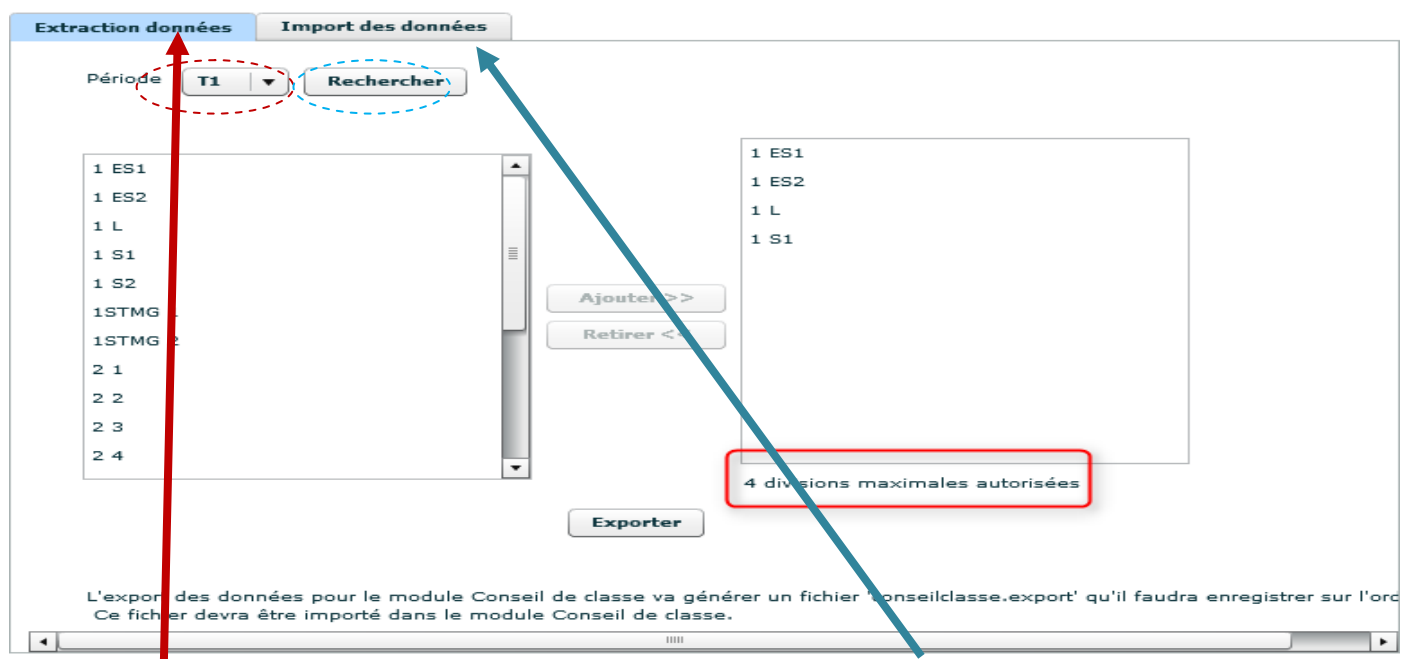 Extraction données
Import des données
Période
T1
Rechercher
1 ES1
1 ES2
1 L
1 S1
1 S2
1STMG 1
1STMG 2
2 1
2 2
2 3
2 4
Ajouter >>
Retirer <<
1 ES1
1 ES2
1 L
1 S1
4 divisions maximales autorisées
Exporter
L'export des données pour le module Conseil de classe va générer un fichier 'conseilclasse.export' qu'il faudra enregistrer sur
Ce fichier devra être importé dans le module Conseil de classe.